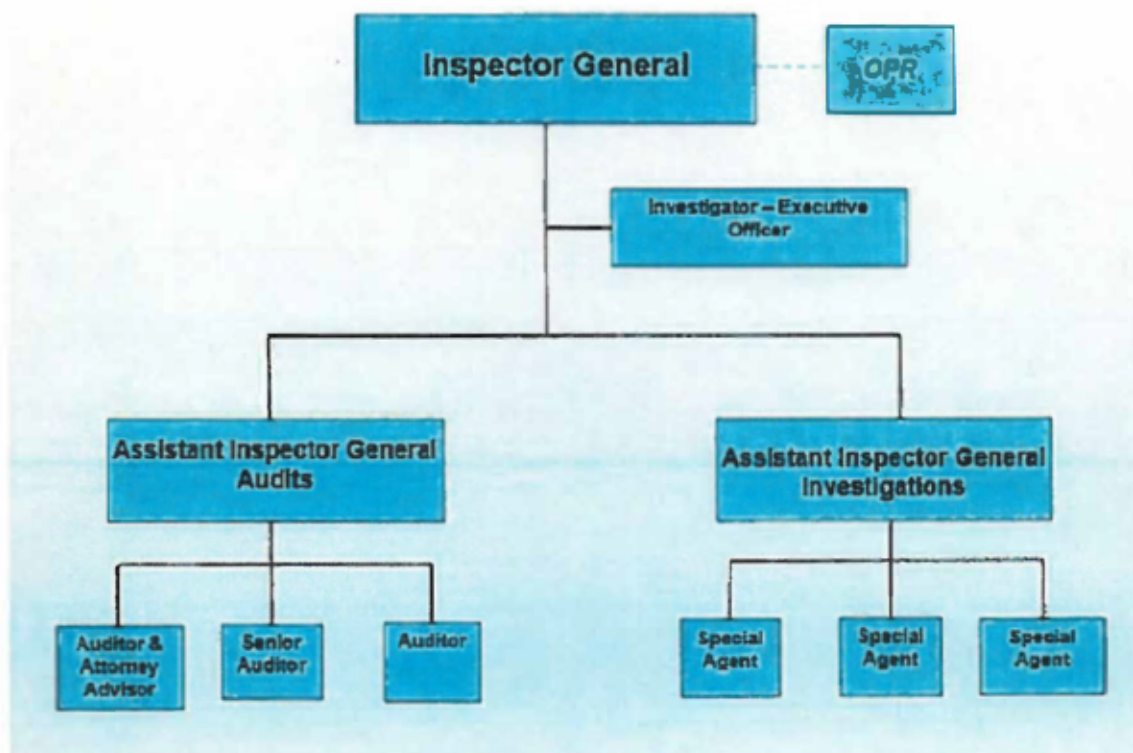 Inspector General
OPR
Investigator – Executive
Officer
Assistant Inspector General
Audits
Assistant Inspector General
Investigations
Auditor &
Attorney
Advisor
Senior
Auditor
Auditor
Special
Agent
Special
Agent
Special
Agent